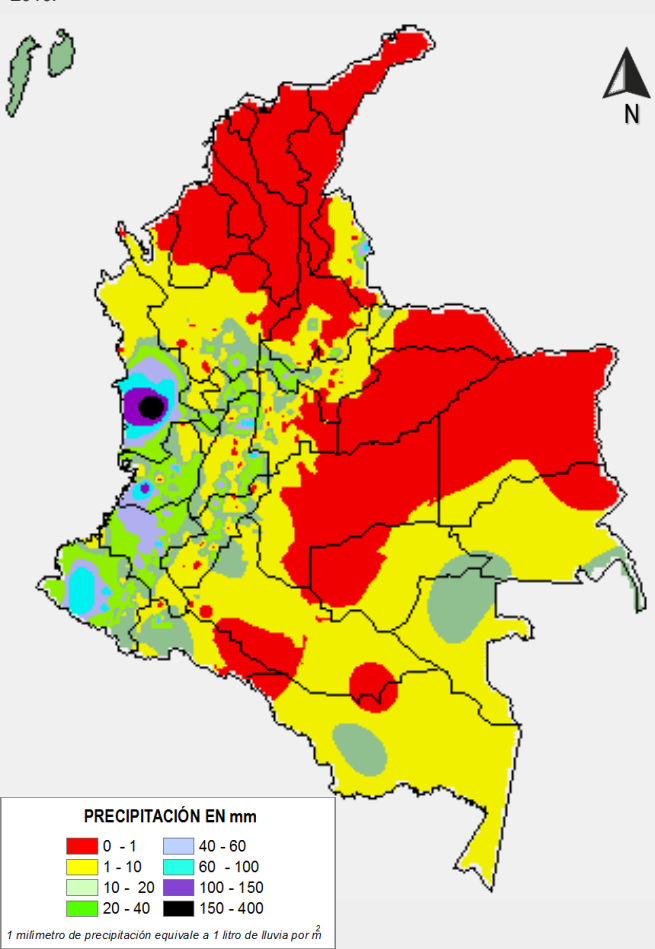 N
PRECIPITACIÓN EN mm
0 - 1
1 - 10
10 - 20
20 - 40
40 - 60
60 - 100
100 - 150
150 - 400
1 milimetro de precipitación equivale a 1 litro de lluvia por m2